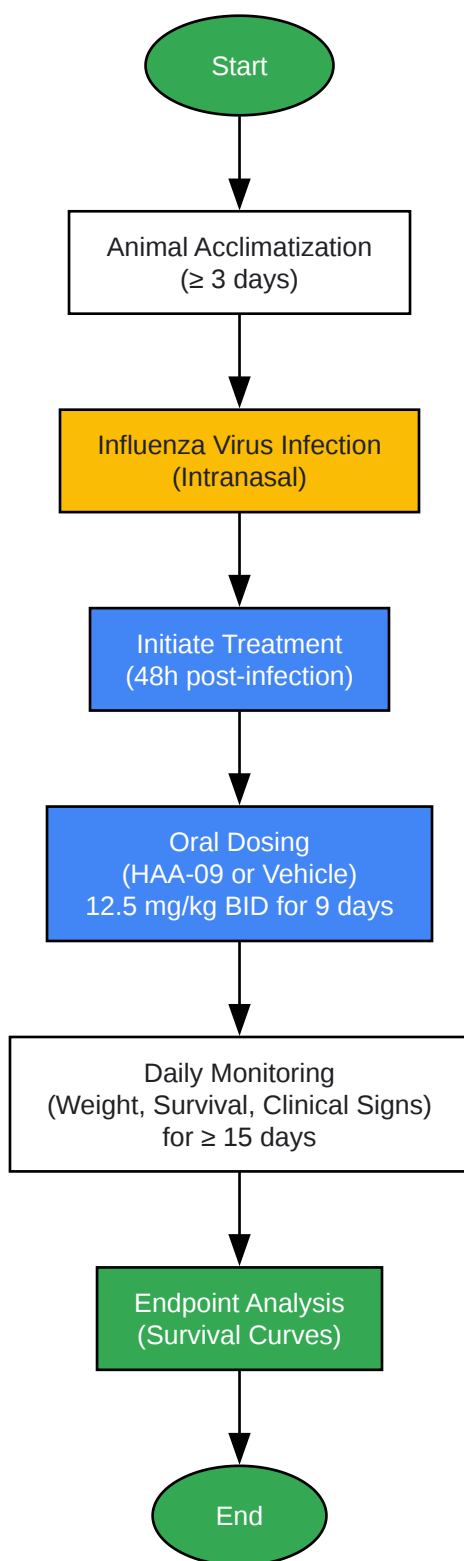 Start
Animal Acclimatization
(≥ 3 days)
Influenza Virus Infection
(Intranasal)
Initiate Treatment
(48h post-infection)
Oral Dosing
(HAA-09 or Vehicle)
12.5 mg/kg BID for 9 days
Daily Monitoring
(Weight, Survival, Clinical Signs)
for ≥ 15 days
Endpoint Analysis
(Survival Curves)
End